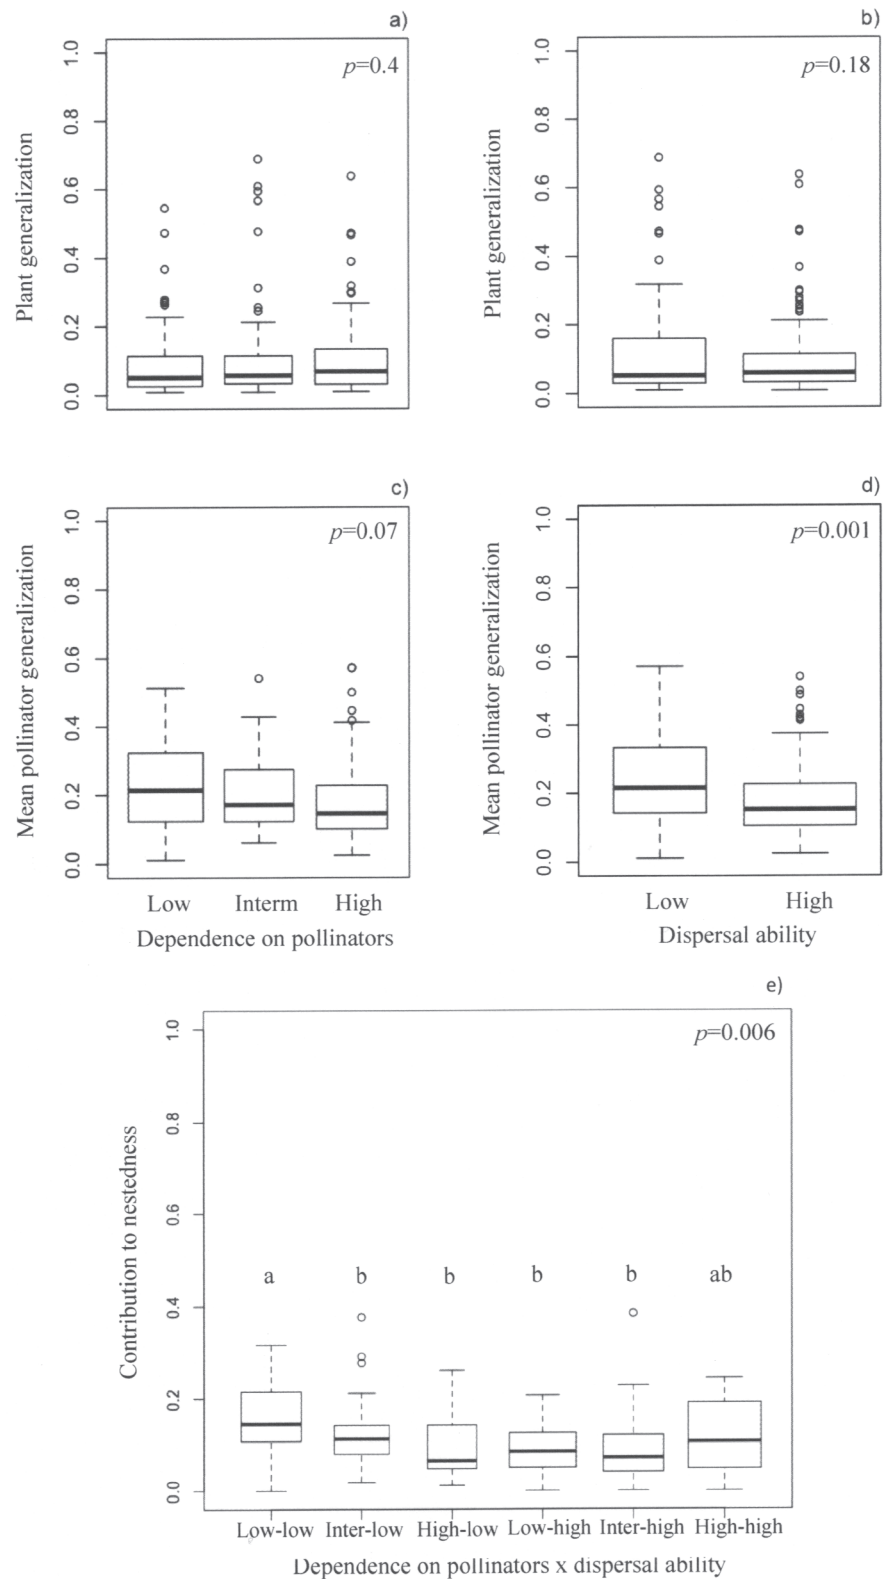 a)
p=0.4
Plant generalization
0.0 0.2 0.4 0.6 0.8 1.0
b)
p=0.18
Plant generalization
0.0 0.2 0.4 0.6 0.8 1.0
c)
p=0.07
Mean pollinator generalization
0.0 0.2 0.4 0.6 0.8 1.0
Low Interm High
Dependence on pollinators
d)
p=0.001
Mean pollinator generalization
0.0 0.2 0.4 0.6 0.8 1.0
Low High
Dispersal ability
e)
p=0.006
Contribution to nestedness
0.0 0.2 0.4 0.6 0.8 1.0
a b b b b ab
Low-low Inter-low High-low Low-high Inter-high High-high
Dependence on pollinators x dispersal ability